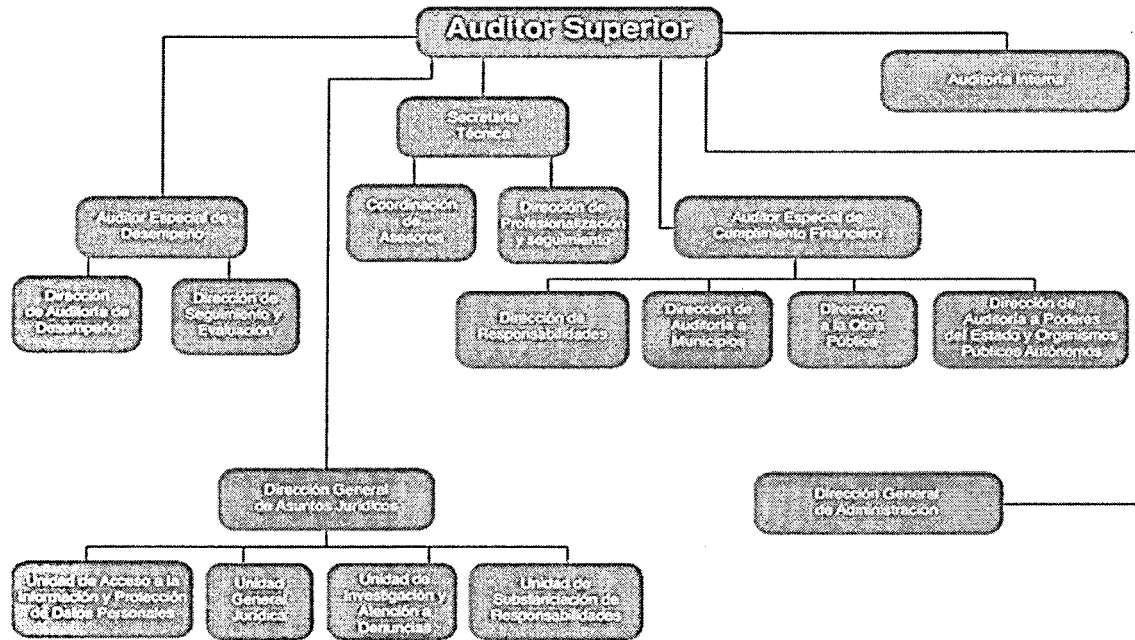 Auditor Superior
Auditoría Interna
Secretaría
Técnica
Coordinación
de
Asesores
Dirección de
Profesionalización
y seguimiento
Auditor Especial de
Desempeño
Auditor Especial de
Cumplimiento Financiero
Dirección
de Auditoría de
Desempeño
Dirección de
Seguimiento y
Evaluación
Dirección de
Responsabilidades
Dirección de
Auditoría a
Municipios
Dirección
a la Obra
Pública
Dirección de
Auditoría a Poderes
del Estado y Organismos
Públicos Autónomos
Dirección General
de Asuntos Jurídicos
Dirección General
de Administración
Unidad de Acceso a la
Información y Protección
de Datos Personales
Unidad
General
Jurídica
Unidad de
Investigación y
Atención a
Denuncias
Unidad de
Substanciación de
Responsabilidades